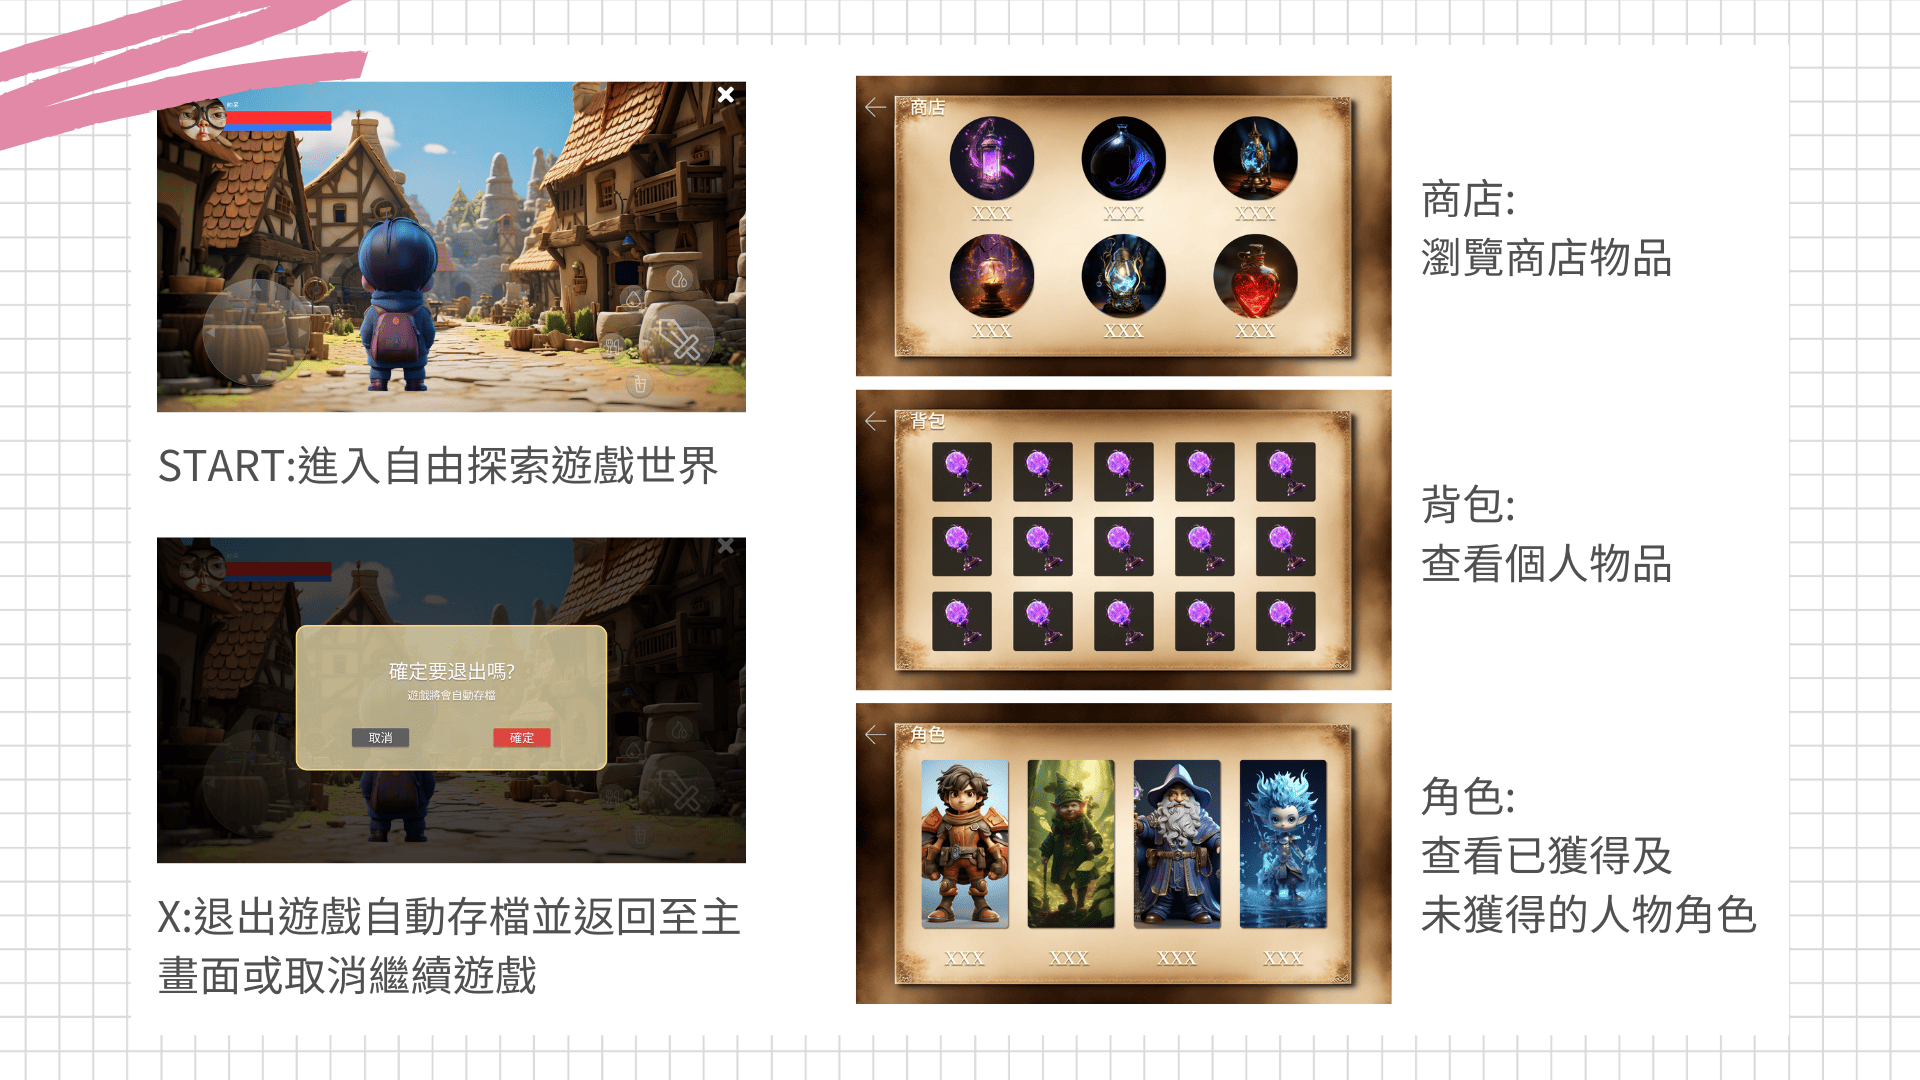 START:進入自由探索遊戲世界
確定要退出嗎?
遊戲將會自動存檔
取消
確定
X:退出遊戲自動存檔並返回至主
畫面或取消繼續遊戲
商店
XXX XXX XXX
XXX XXX XXX
商店:
瀏覽商店物品
背包
背包:
查看個人物品
角色
XXX XXX XXX XXX
角色:
查看已獲得及
未獲得的人物角色